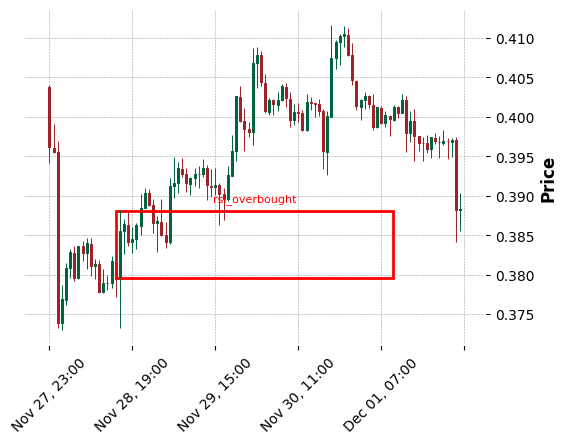 0.410
0.405
0.400
0.395
0.390
0.385
0.380
0.375
Price
rsi_overbought
Nov 27, 23:00
Nov 28, 19:00
Nov 29, 15:00
Nov 30, 11:00
Dec 01, 07:00